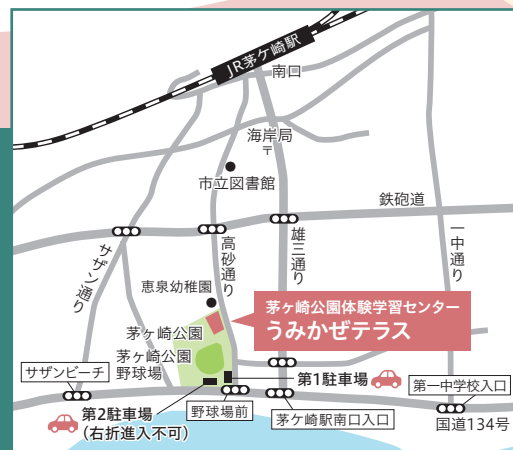 JR茅ケ崎駅
南口
海岸局
〒
市立図書館
鉄砲道
サザン通り
高砂通り
雄三通り
一中通り
恵泉幼稚園
茅ヶ崎公園体験学習センター
うみかぜテラス
茅ヶ崎公園
茅ヶ崎公園
野球場
サザンビーチ
第1駐車場
第一中学校入口
第2駐車場
(右折進入不可)
野球場前
茅ケ崎駅南口入口
国道134号